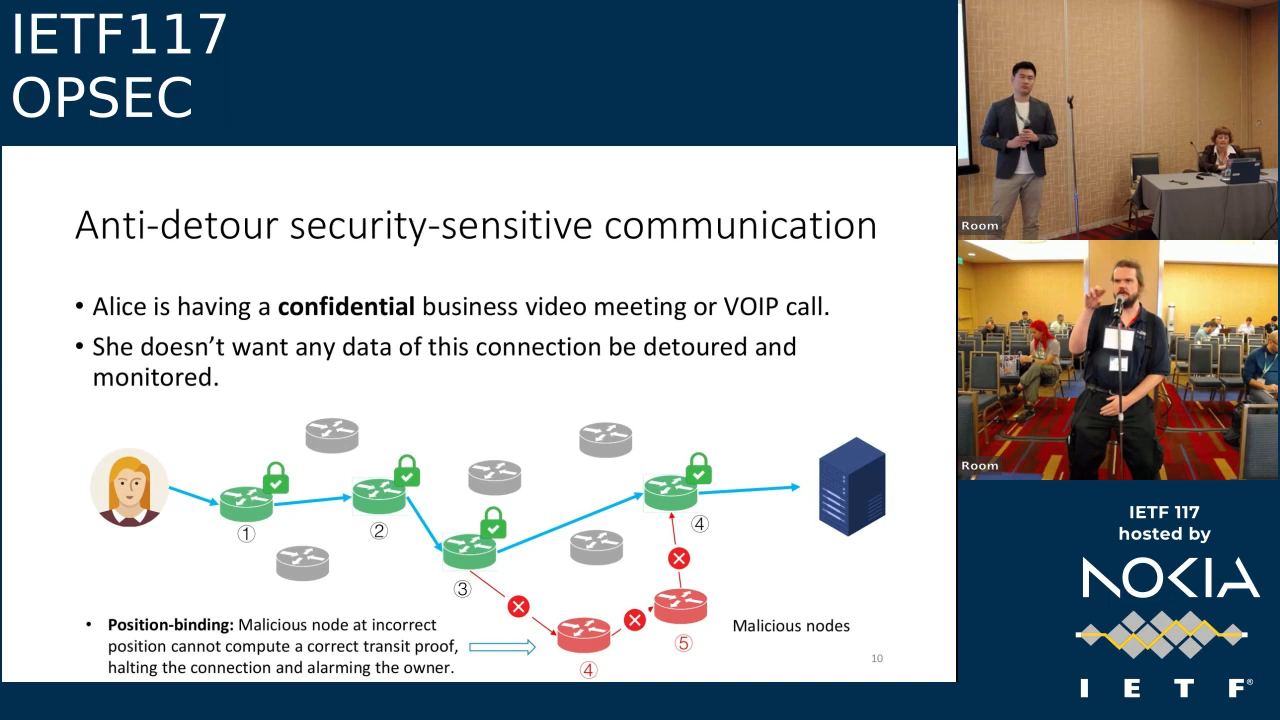 IETF117
OPSEC
Anti-detour security-sensitive communication
• Alice is having a confidential business video meeting or VOIP call.
• She doesn’t want any data of this connection be detoured and
monitored.
①
②
③
④
④
⑤
• Position-binding: Malicious node at incorrect
position cannot compute a correct transit proof,
halting the connection and alarming the owner.
Malicious nodes
10
Room
Room
IETF 117
hosted by
NOKIA
I E T F®